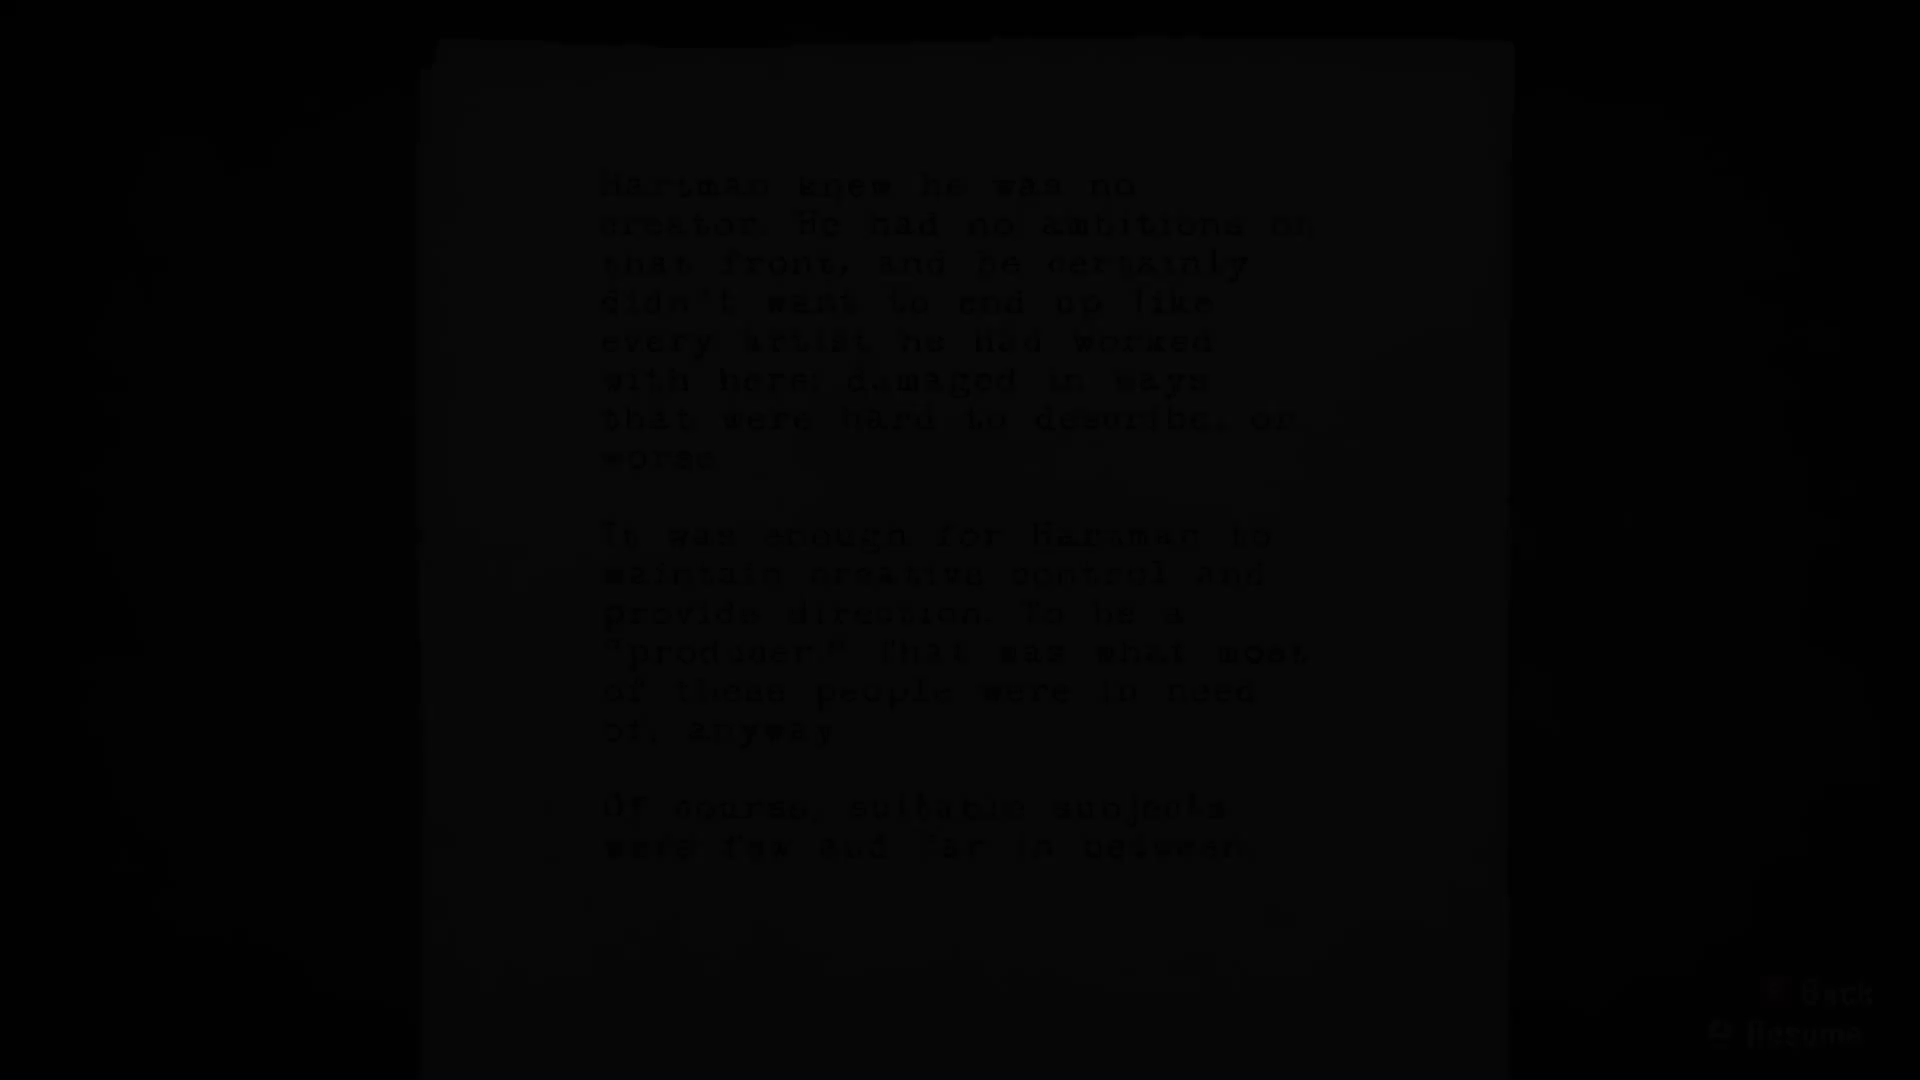 Hartman knew he was no
creator. He had no ambitions on
that front, and he certainly
didn't want to end up like
every artist he had worked
with here: damaged in ways
that were hard to describe, or
worse.
It was enough for Hartman to
maintain creative control and
provide direction. To be a
"producer." That was what most
of these people were in need
of, anyway.
Of course, suitable subjects
were few and far in between.
Back
Resume